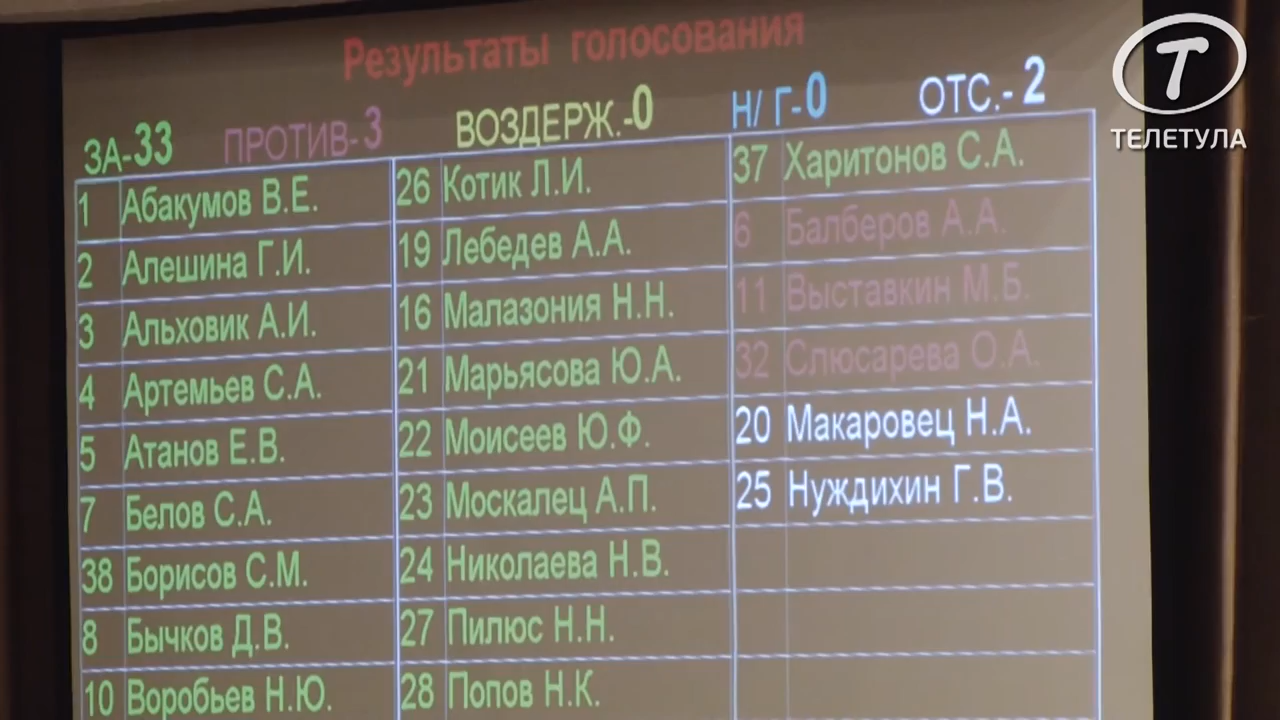 Результаты голосования
ЗА-33 ПРОТИВ-3 ВОЗДЕРЖ.-0 Н/Г-0 ОТС.-2
1 Абакумов В.Е.
2 Алешина Г.И.
3 Альховик А.И.
4 Артемьев С.А.
5 Атанов Е.В.
7 Белов С.А.
38 Борисов С.М.
8 Бычков Д.В.
10 Воробьев Н.Ю.
26 Котик Л.И.
19 Лебедев А.А.
16 Малазония Н.Н.
21 Марьясова Ю.А.
22 Моисеев Ю.Ф.
23 Москалец А.П.
24 Николаева Н.В.
27 Пилюс Н.Н.
28 Попов Н.К.
37 Харитонов С.А.
6 Балберов А.А.
11 Выставкин М.Б.
32 Слюсарева О.А.
20 Макаровец Н.А.
25 Нуждихин Г.В.
Т
ТЕЛЕТУЛА